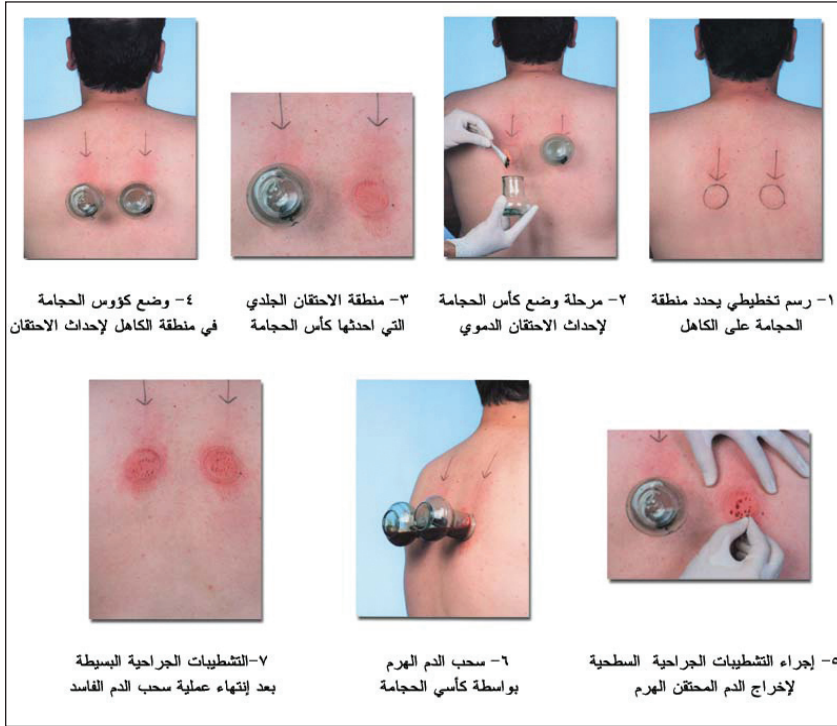 ١- رسم تخطيطي يحدد منطقة
الحجامة على الكاهل
٢- مرحلة وضع كأس الحجامة
لإحداث الاحتقان الدموي
٣- منطقة الاحتقان الجلدي
التي احدثها كأس الحجامة
٤- وضع كؤوس الحجامة
في منطقة الكاهل لإحداث الاحتقان
٥- إجراء التشطيبات الجراحية السطحية
لإخراج الدم المحتقن الهرم
٦- سحب الدم الهرم
بواسطة كأسي الحجامة
٧-التشطيبات الجراحية البسيطة
بعد إنتهاء عملية سحب الدم الفاسد